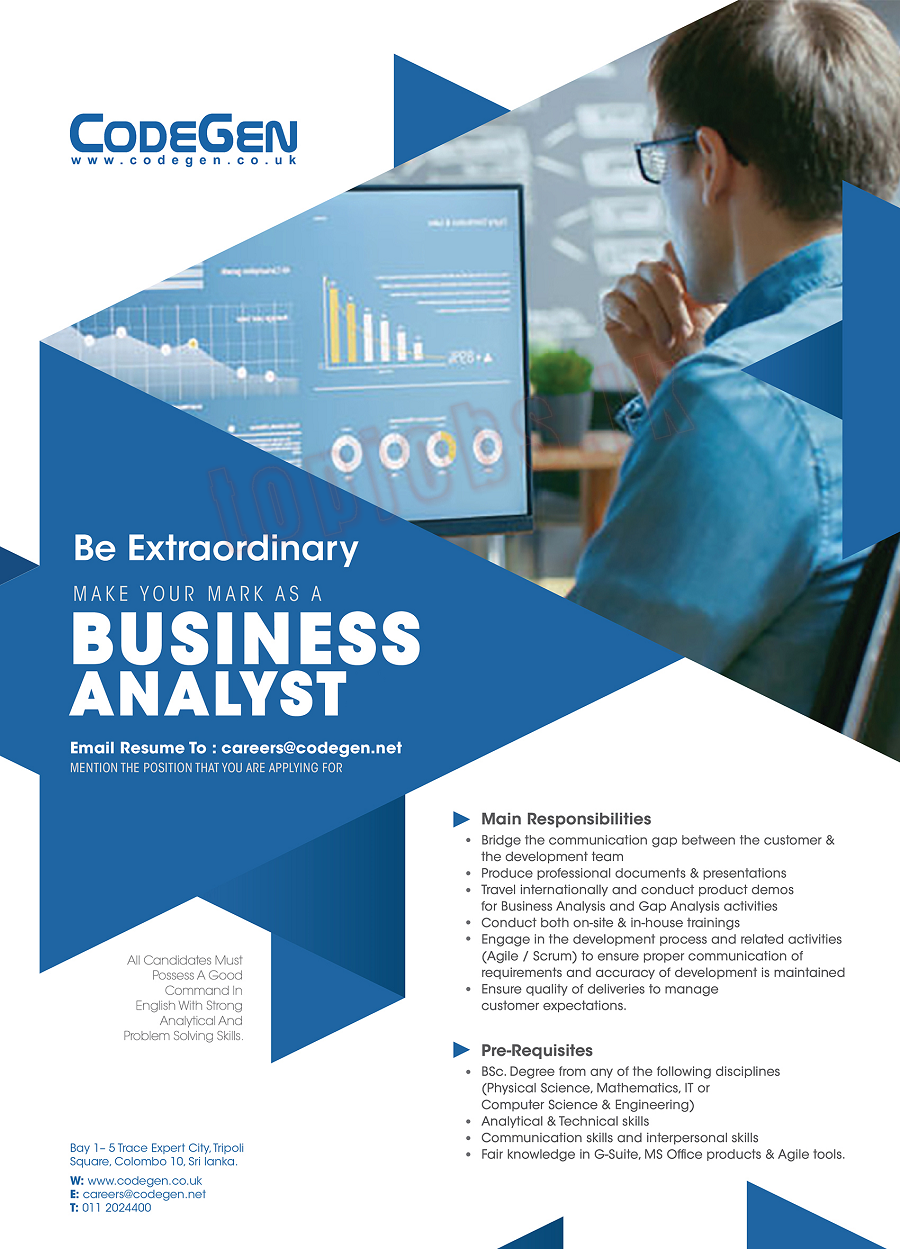 CODEGEN
www.codegen.co.uk
topjobs.lk
Be Extraordinary
MAKE YOUR MARK AS A
BUSINESS
ANALYST
Email Resume To : careers@codegen.net
MENTION THE POSITION THAT YOU ARE APPLYING FOR
Main Responsibilities
• Bridge the communication gap between the customer &
the development team
• Produce professional documents & presentations
• Travel internationally and conduct product demos
for Business Analysis and Gap Analysis activities
• Conduct both on-site & in-house trainings
• Engage in the development process and related activities
(Agile / Scrum) to ensure proper communication of
requirements and accuracy of development is maintained
• Ensure quality of deliveries to manage
customer expectations.
All Candidates Must
Possess A Good
Command In
English With Strong
Analytical And
Problem Solving Skills.
Pre-Requisites
• BSc. Degree from any of the following disciplines
(Physical Science, Mathematics, IT or
Computer Science & Engineering)
• Analytical & Technical skills
• Communication skills and interpersonal skills
• Fair knowledge in G-Suite, MS Office products & Agile tools.
Bay 1– 5 Trace Expert City, Tripoli
Square, Colombo 10, Sri lanka.
W: www.codegen.co.uk
E: careers@codegen.net
T: 011 2024400